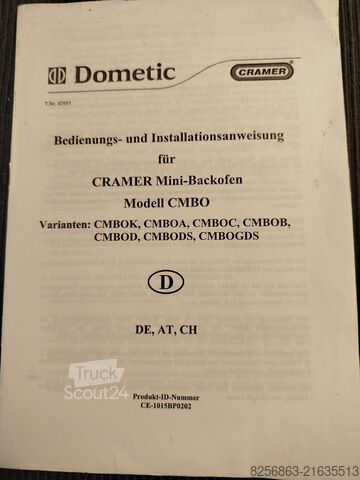 Dometic
CRAMER®
T.Nr. 45955
Bedienungs- und Installationsanweisung
für
CRAMER Mini-Backofen
Modell CMBO
Varianten: CMBOK, CMBOA, CMBOC, CMBOB,
CMBOD, CMBODS, CMBOGDS
D
DE, AT, CH
Truck
Scout24
Produkt-ID-Nummer
CE-1015BP0202
8256863-21635513